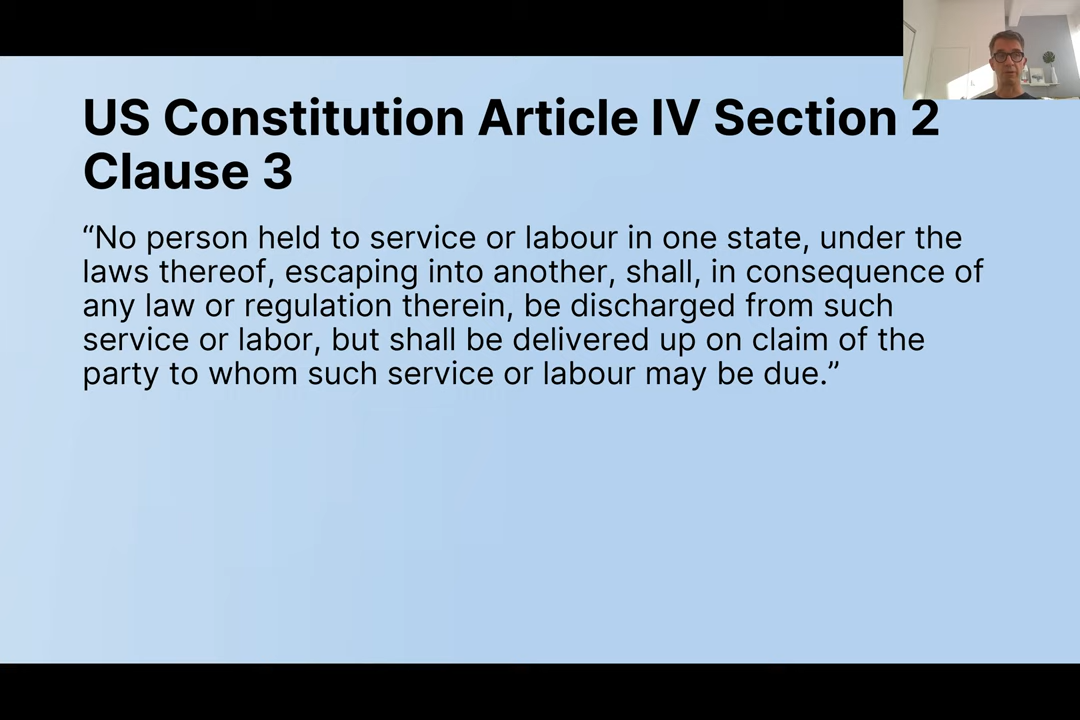 US Constitution Article IV Section 2
Clause 3
“No person held to service or labour in one state, under the
laws thereof, escaping into another, shall, in consequence of
any law or regulation therein, be discharged from such
service or labor, but shall be delivered up on claim of the
party to whom such service or labour may be due.”